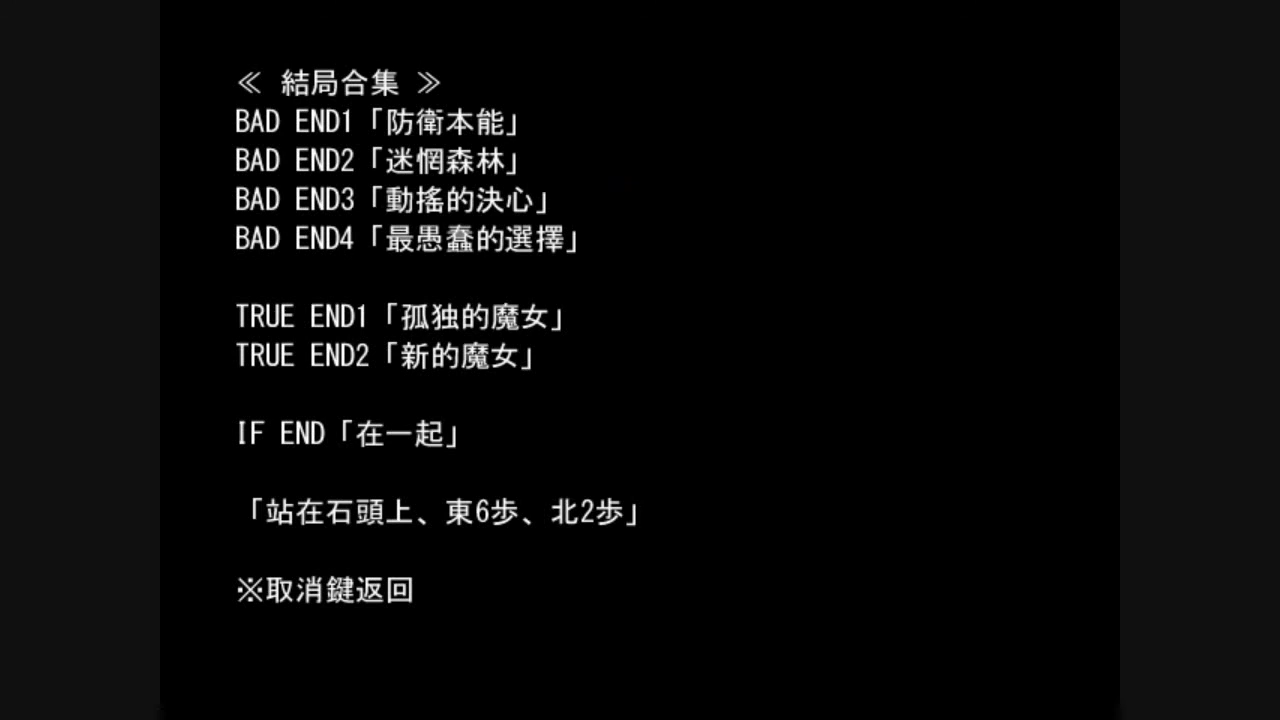 ≪ 結局合集 ≫
BAD END1「防衛本能」
BAD END2「迷惘森林」
BAD END3「動搖的決心」
BAD END4「最愚蠢的選擇」
TRUE END1「孤独的魔女」
TRUE END2「新的魔女」
IF END「在一起」
「站在石頭上、東6歩、北2歩」
※取消鍵返回